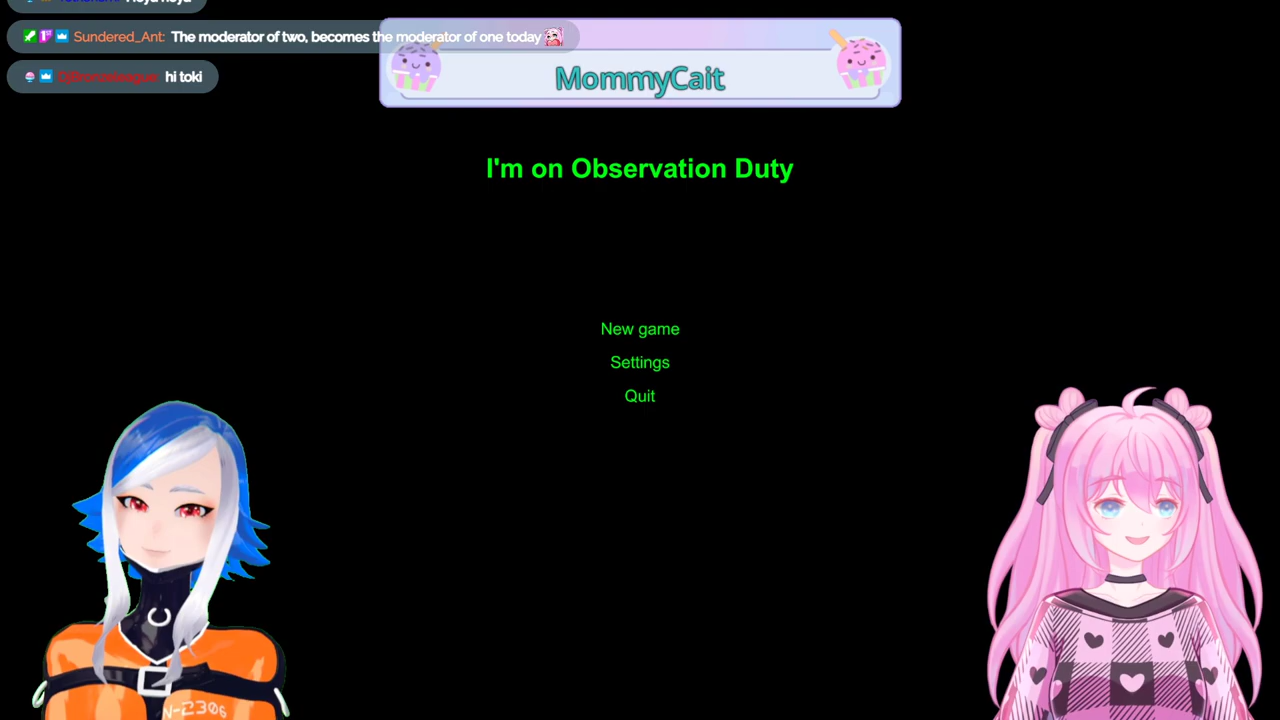 Sundered_Ant: The moderator of two, becomes the moderator of one today
hi toki
MommyCait
I'm on Observation Duty
New game
Settings
Quit
N-2306